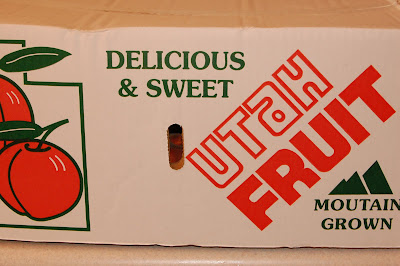 DELICIOUS
& SWEET
UTAH
FRUIT
MOUTAIN
GROWN